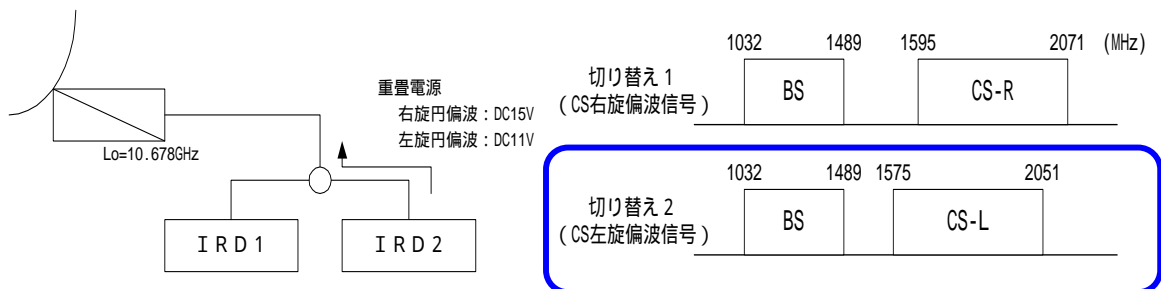 重畳電源
右旋円偏波：DC15V
左旋円偏波：DC11V
Lo=10.678GHz
ＩＲＤ1
ＩＲＤ2
1032 1489 1595 2071 (MHz)
切り替え1
（CS右旋偏波信号）
BS
CS-R
1032 1489 1575 2051
切り替え2
（CS左旋偏波信号）
BS
CS-L